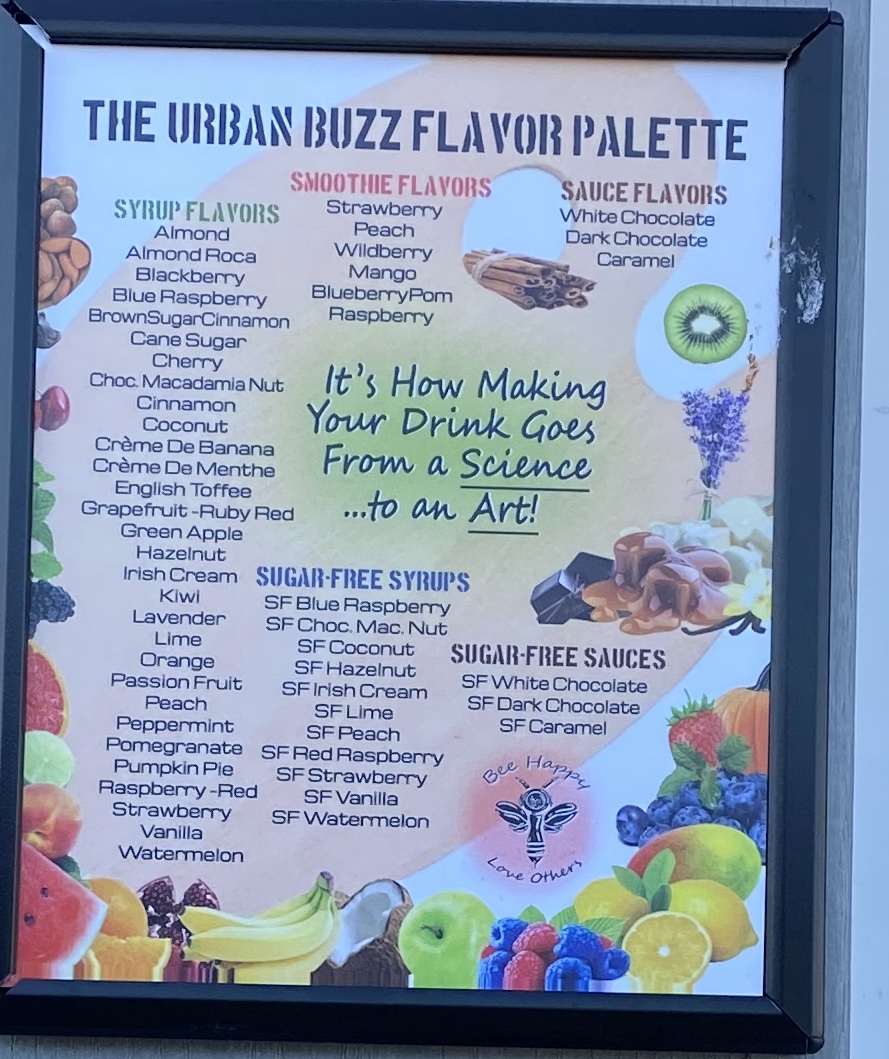 THE URBAN BUZZ FLAVOR PALETTE
SYRUP FLAVORS
Almond
Almond Roca
Blackberry
Blue Raspberry
BrownSugarCinnamon
Cane Sugar
Cherry
Choc. Macadamia Nut
Cinnamon
Coconut
Crème De Banana
Crème De Menthe
English Toffee
Grapefruit -Ruby Red
Green Apple
Hazelnut
Irish Cream
Kiwi
Lavender
Lime
Orange
Passion Fruit
Peach
Peppermint
Pomegranate
Pumpkin Pie
Raspberry -Red
Strawberry
Vanilla
Watermelon
SMOOTHIE FLAVORS
Strawberry
Peach
Wildberry
Mango
BlueberryPom
Raspberry
SAUCE FLAVORS
White Chocolate
Dark Chocolate
Caramel
It's How Making
Your Drink Goes
From a Science
...to an Art!
SUGAR-FREE SYRUPS
SF Blue Raspberry
SF Choc. Mac. Nut
SF Coconut
SF Hazelnut
SF Irish Cream
SF Lime
SF Peach
SF Red Raspberry
SF Strawberry
SF Vanilla
SF Watermelon
SUGAR-FREE SAUCES
SF White Chocolate
SF Dark Chocolate
SF Caramel
Bee Happy
Love Others